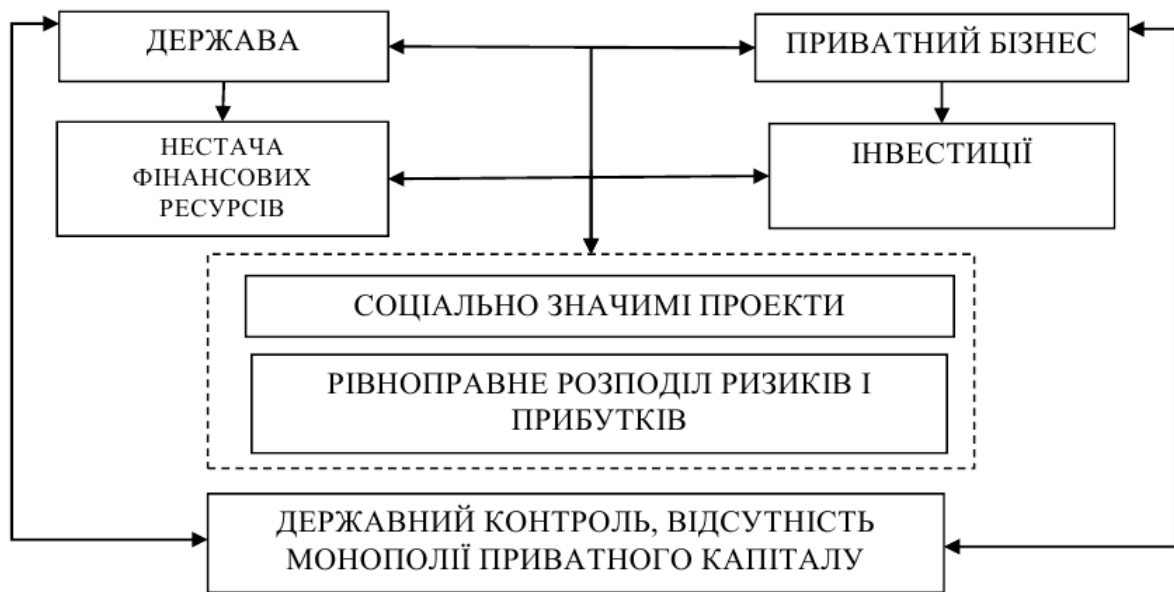 ДЕРЖАВА
ПРИВАТНИЙ БІЗНЕС
НЕСТАЧА
ФІНАНСОВИХ
РЕСУРСІВ
ІНВЕСТИЦІЇ
СОЦІАЛЬНО ЗНАЧИМІ ПРОЕКТИ
РІВНОПРАВНЕ РОЗПОДІЛ РИЗИКІВ І
ПРИБУТКІВ
ДЕРЖАВНИЙ КОНТРОЛЬ, ВІДСУТНІСТЬ
МОНОПОЛІЇ ПРИВАТНОГО КАПІТАЛУ